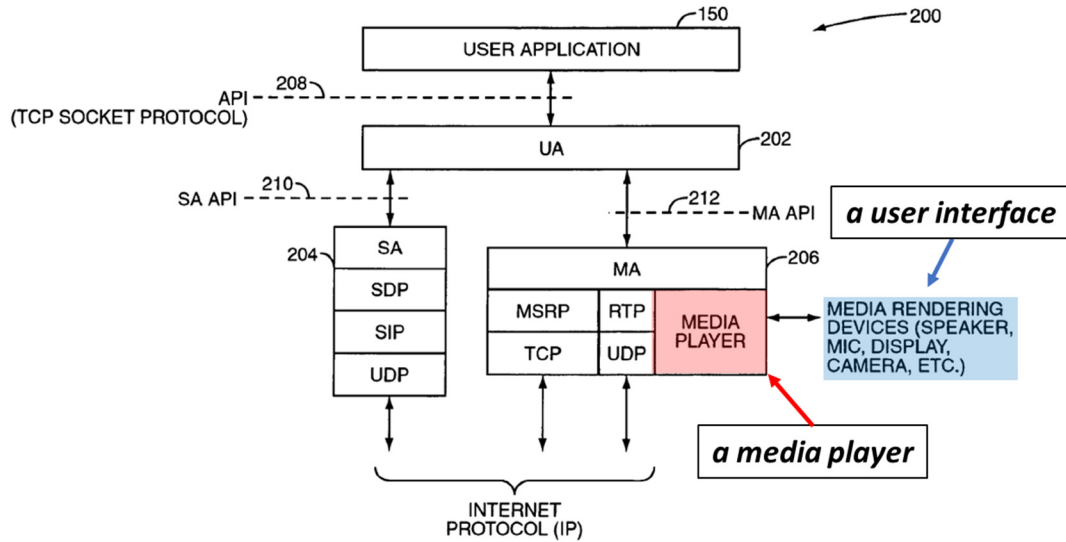 150
200
USER APPLICATION
208
API
(TCP SOCKET PROTOCOL)
UA
202
SA API
210
212
MA API
a user interface
204
SA
SDP
SIP
UDP
206
MA
MSRP
RTP
MEDIA
PLAYER
TCP
UDP
MEDIA RENDERING
DEVICES (SPEAKER,
MIC, DISPLAY,
CAMERA, ETC.)
a media player
INTERNET
PROTOCOL (IP)